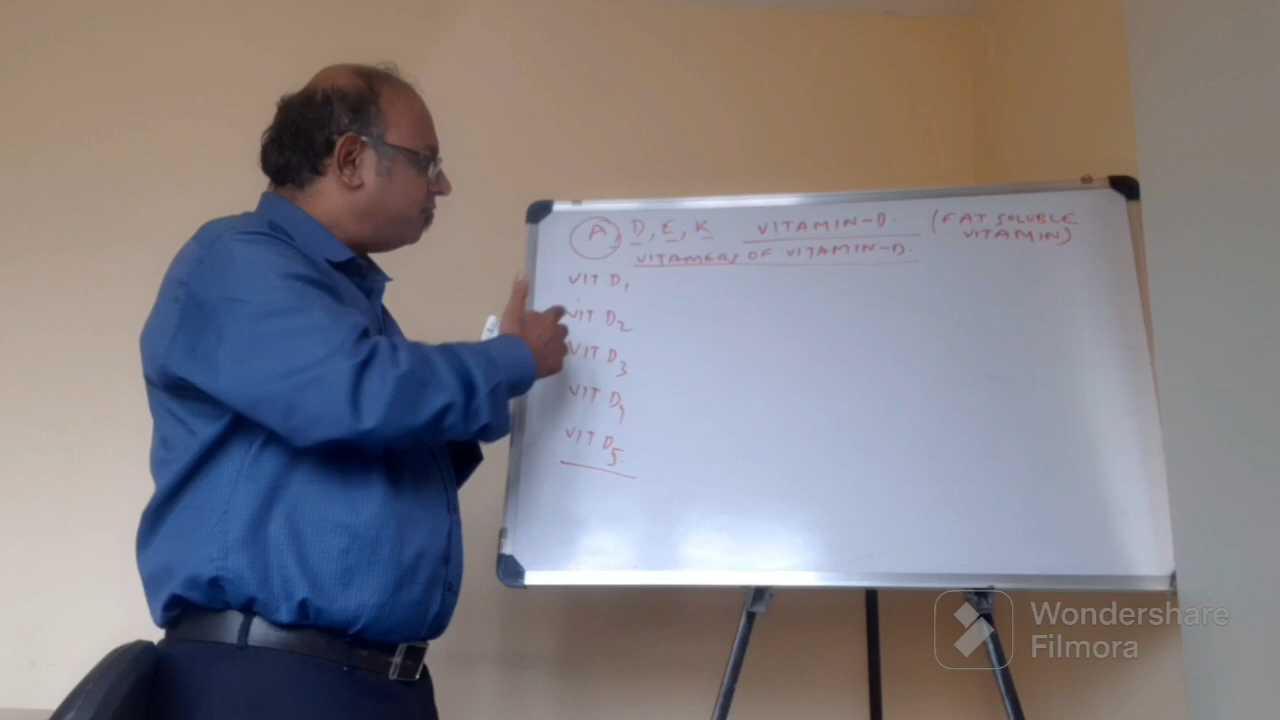 A, D, E, K VITAMIN-D. (FAT SOLUBLE
VITAMIN)
VITAMERS OF VITAMIN-D.
VIT D1
VIT D2
VIT D3
VIT D4
VIT D5.
Wondershare
Filmora